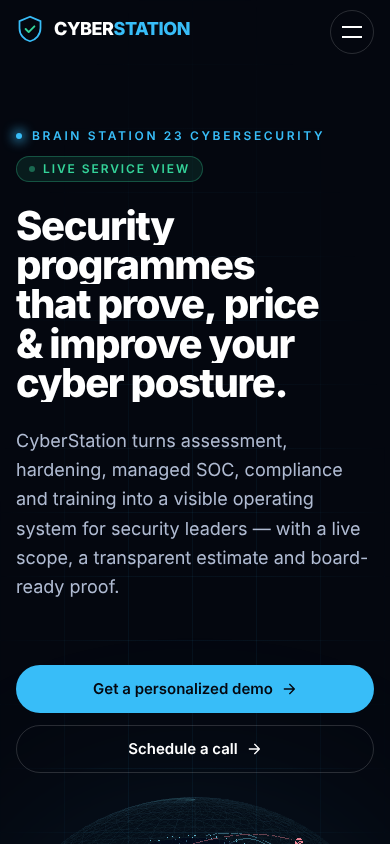 CYBERSTATION
BRAIN STATION 23 CYBERSECURITY
LIVE SERVICE VIEW
Security
programmes
that prove, price
& improve your
cyber posture.
CyberStation turns assessment,
hardening, managed SOC, compliance
and training into a visible operating
system for security leaders — with a live
scope, a transparent estimate and board-
ready proof.
Get a personalized demo →
Schedule a call →